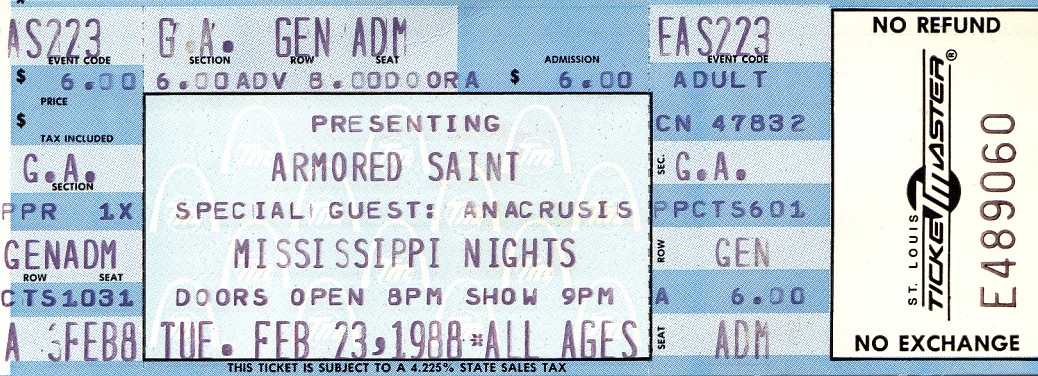 AS223 G.A. GEN ADM EAS223
EVENT CODE SECTION ROW SEAT ADMISSION EVENT CODE
$ 6.00 6.00ADV 8.00DOORA $ 6.00 ADULT
PRICE
$
TAX INCLUDED
PRESENTING
CN 47832
G.A.
SECTION
ARMORED SAINT
SEC. G.A.
PPR 1X SPECIAL GUEST: ANACRUSIS PPCTS601
GENADM MISSISSIPPI NIGHTS ROW GEN
ROW SEAT
CTS1031 DOORS OPEN 8PM SHOW 9PM A 6.00
A 3FEB8 TUE. FEB 23,1988*ALL AGES SEAT ADM
THIS TICKET IS SUBJECT TO A 4.225% STATE SALES TAX
NO REFUND
ST. LOUIS
TICKETMASTER®
E489060
NO EXCHANGE